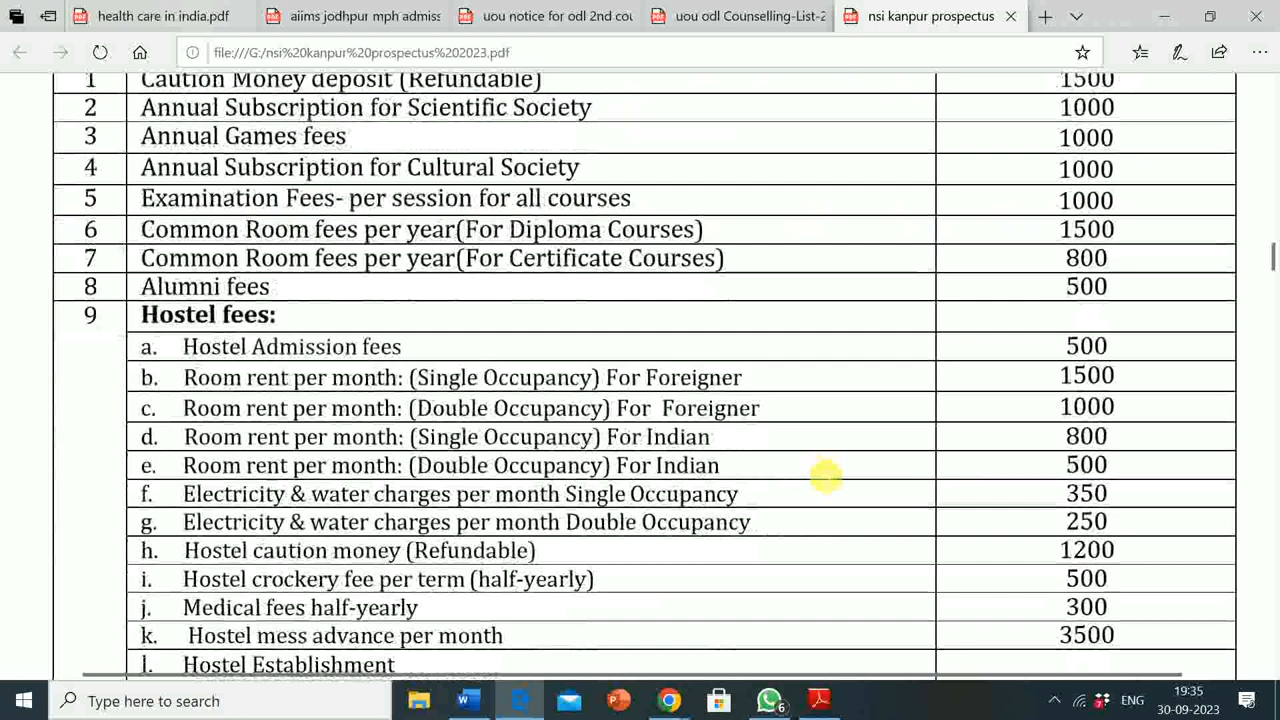 health care in india.pdf
aiims jodhpur mph admiss
uou notice for odl 2nd cou
uou odl Counselling-List-2
nsi kanpur prospectus
file:///G:/nsi%20kanpur%20prospectus%202023.pdf
1 Caution Money deposit (Refundable) 1500
2 Annual Subscription for Scientific Society 1000
3 Annual Games fees 1000
4 Annual Subscription for Cultural Society 1000
5 Examination Fees- per session for all courses 1000
6 Common Room fees per year(For Diploma Courses) 1500
7 Common Room fees per year(For Certificate Courses) 800
8 Alumni fees 500
9 Hostel fees:
a. Hostel Admission fees 500
b. Room rent per month: (Single Occupancy) For Foreigner 1500
c. Room rent per month: (Double Occupancy) For Foreigner 1000
d. Room rent per month: (Single Occupancy) For Indian 800
e. Room rent per month: (Double Occupancy) For Indian 500
f. Electricity & water charges per month Single Occupancy 350
g. Electricity & water charges per month Double Occupancy 250
h. Hostel caution money (Refundable) 1200
i. Hostel crockery fee per term (half-yearly) 500
j. Medical fees half-yearly 300
k. Hostel mess advance per month 3500
l. Hostel Establishment
Type here to search
6
ENG
19:35
30-09-2023